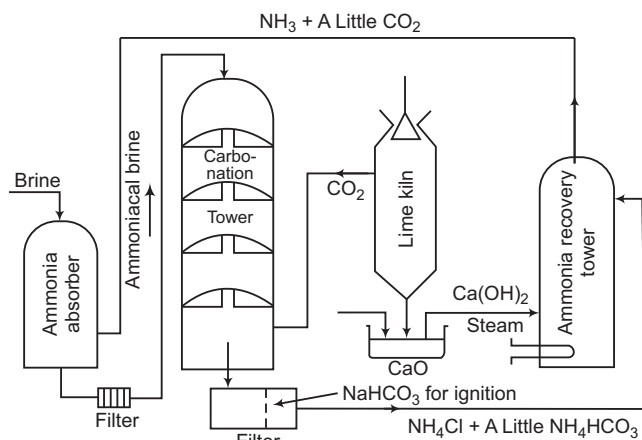 NH₃ + A Little CO₂
Brine
Ammonia
absorber
Ammoniacal brine
Filter
Carbo-
nation
Tower
CO₂
Lime kiln
CaO
Ca(OH)₂
Steam
Ammonia recovery
tower
NaHCO₃ for ignition
NH₄Cl + A Little NH₄HCO₃
Filter